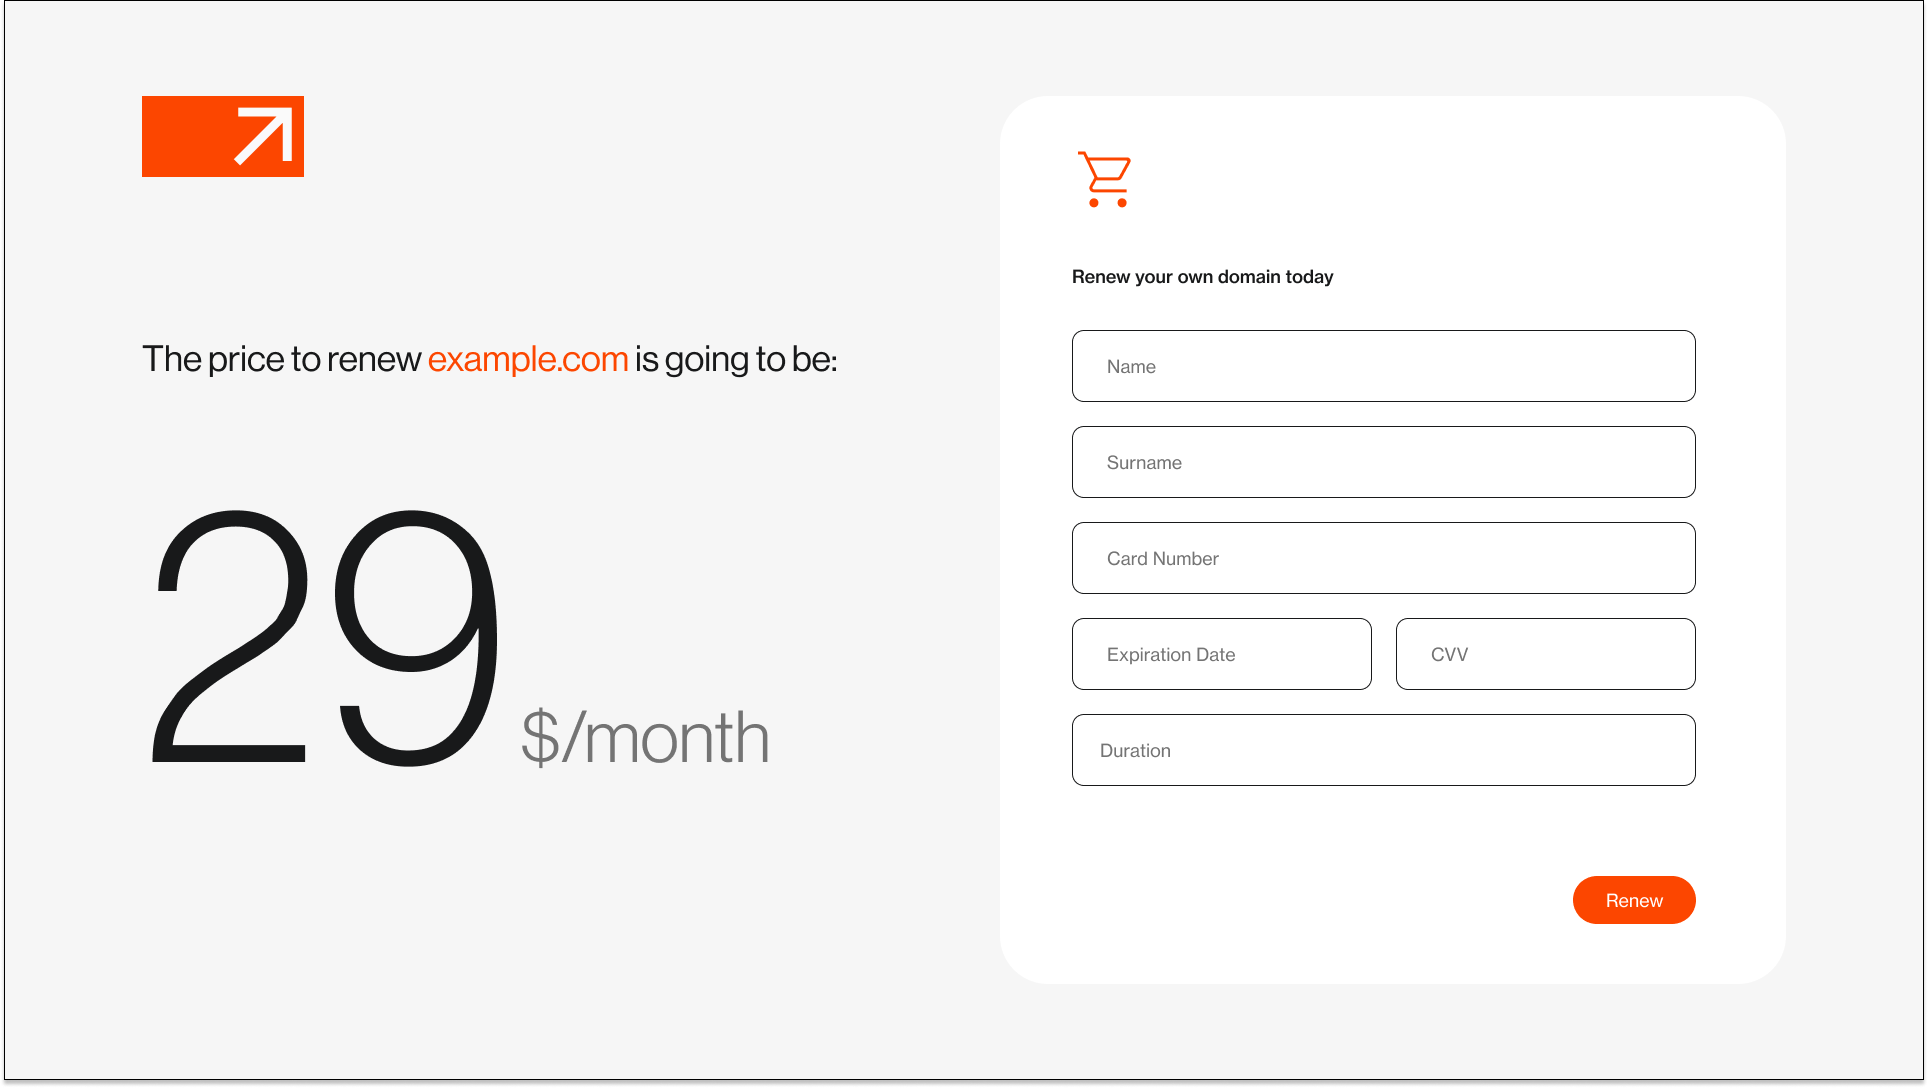 The price to renew example.com is going to be:
29 $/month
Renew your own domain today
Name
Surname
Card Number
Expiration Date
CVV
Duration
Renew